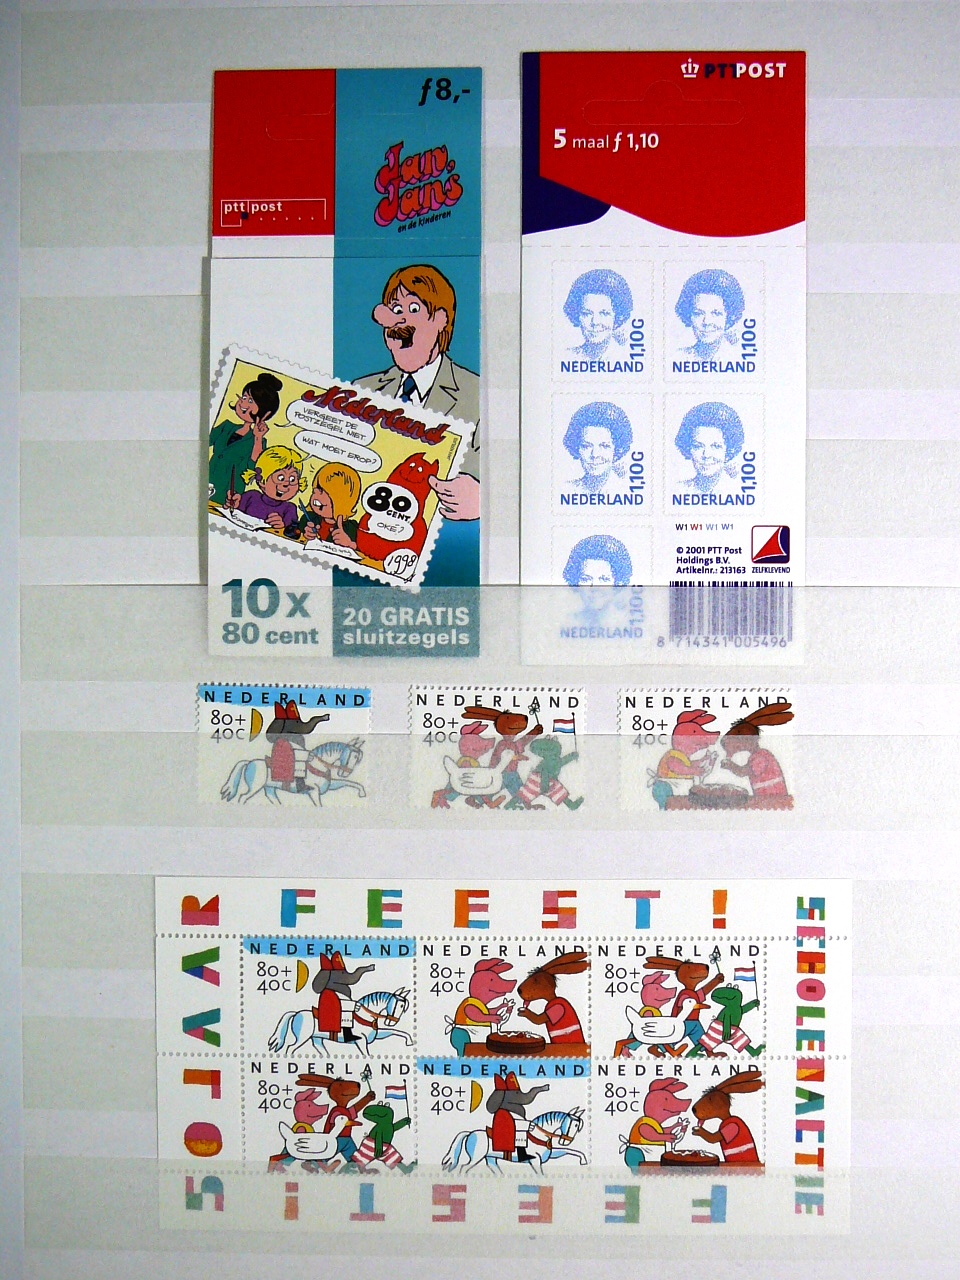 ƒ8,-
Jan,
Jans
en de kinderen
ptt post
Nederland
VERGEET DE
POSTZEGEL NIET
WAT MOET EROP?
80
CENT
OKÉ?
1998
10 x
80 cent
20 GRATIS
sluitzegels
PTT POST
5 maal ƒ 1,10
NEDERLAND 1,10G
NEDERLAND 1,10G
NEDERLAND 1,10G
NEDERLAND 1,10G
NEDERLAND 1,10G
W1 W1 W1 W1
© 2001 PTT Post
Holdings B.V.
Artikelnr.: 213163
ZELFKLEVEND
8 714341 005496
NEDERLAND
80+
40C
NEDERLAND
80+
40C
NEDERLAND
80+
40C
FEEST!
SCHOLENACTIE
FEEST!
SOLVAR
NEDERLAND
80+
40C
NEDERLAND
80+
40C
NEDERLAND
80+
40C
NEDERLAND
80+
40C
NEDERLAND
80+
40C
NEDERLAND
80+
40C